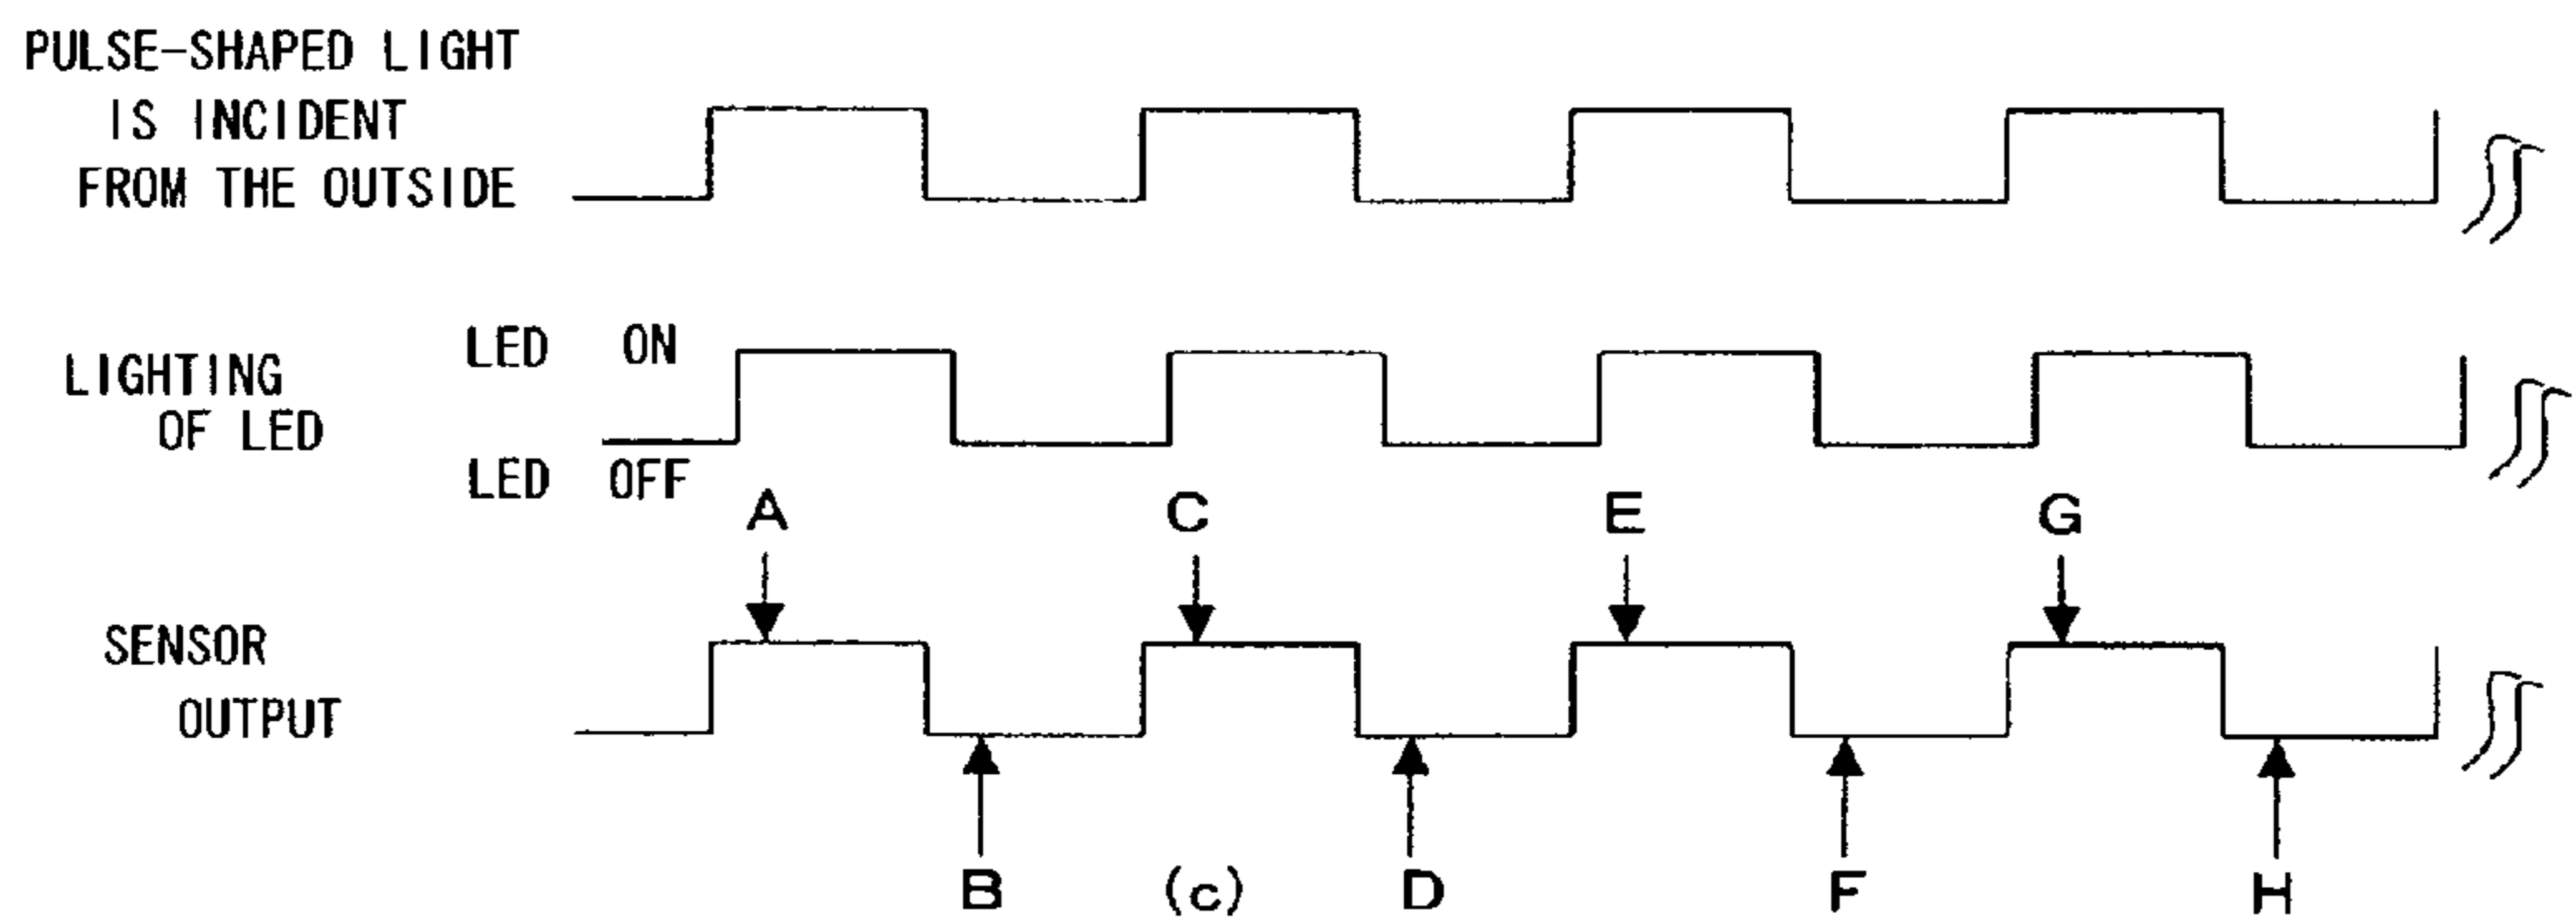 PULSE-SHAPED LIGHT
IS INCIDENT
FROM THE OUTSIDE
LED ON
LIGHTING
OF LED
LED OFF
A C E G
SENSOR
OUTPUT
B (c) D F H